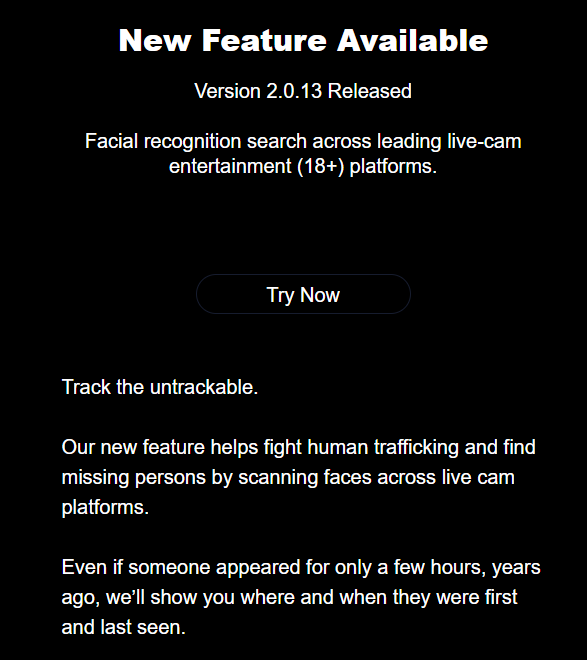 New Feature Available
Version 2.0.13 Released
Facial recognition search across leading live-cam
entertainment (18+) platforms.
Try Now
Track the untrackable.
Our new feature helps fight human trafficking and find
missing persons by scanning faces across live cam
platforms.
Even if someone appeared for only a few hours, years
ago, we’ll show you where and when they were first
and last seen.